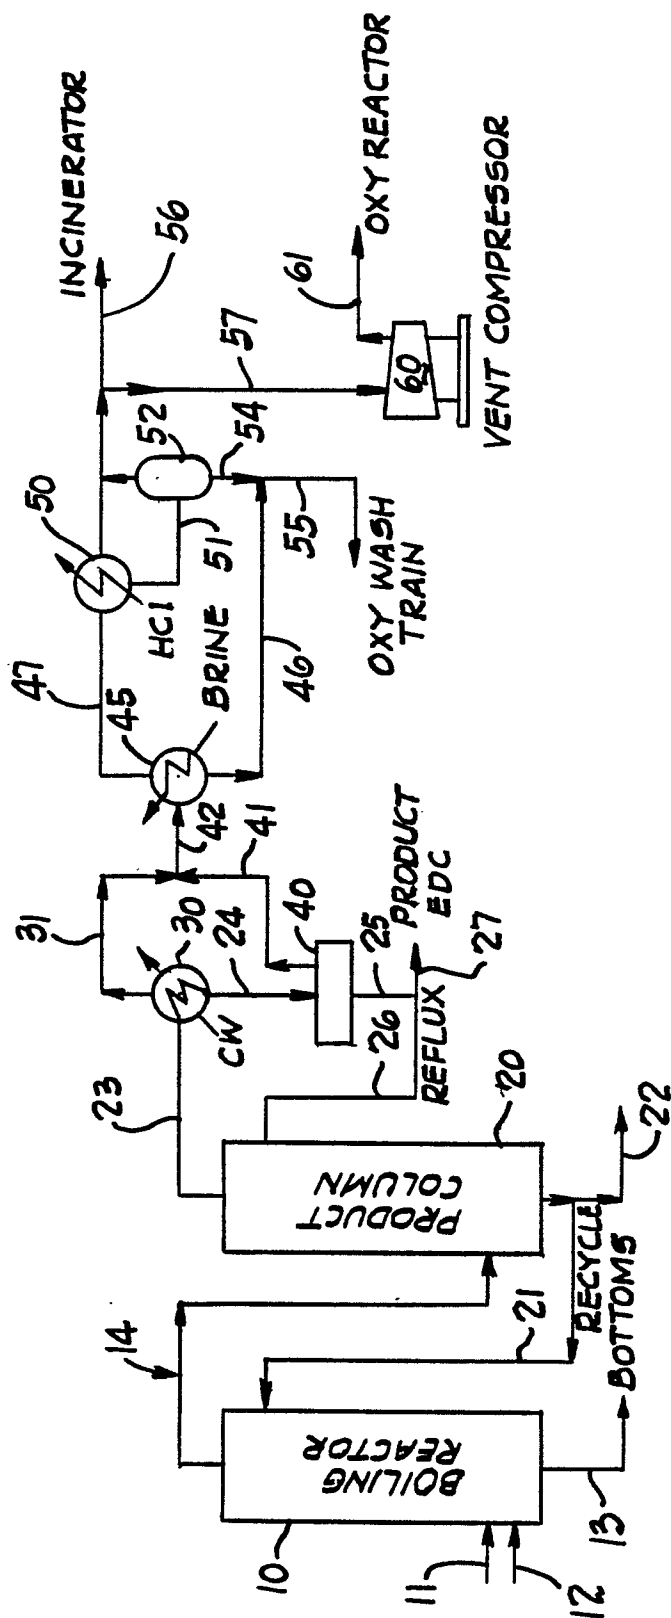 INCINERATOR
56
OXY REACTOR
61
57
60
VENT COMPRESSOR
50
52
54
HCl
51
55
OXY WASH
TRAIN
47
45
BRINE
46
42
41
31
30
24
CW
40
25
PRODUCT
EDC
27
23
26
REFLUX
PRODUCT
COLUMN
20
22
14
21
RECYCLE
BOTTOMS
BOILING
REACTOR
10
11
12
13